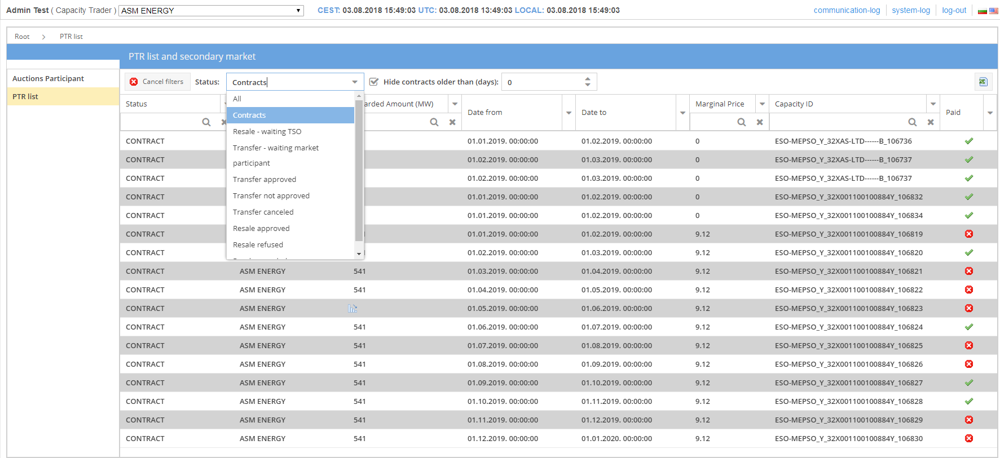 Admin Test ( Capacity Trader ) ASM ENERGY CEST: 03.08.2018 15:49:03 UTC: 03.08.2018 13:49:03 LOCAL: 03.08.2018 15:49:03 communication-log system-log log-out
Root > PTR list
PTR list and secondary market
Auctions Participant
PTR list
Cancel filters Status: Contracts Hide contracts older than (days): 0
All
Contracts
Resale - waiting TSO
Transfer - waiting market
participant
Transfer approved
Transfer not approved
Transfer canceled
Resale approved
Resale refused
Status arded Amount (MW) Date from Date to Marginal Price Capacity ID Paid
CONTRACT 01.01.2019. 00:00:00 01.02.2019. 00:00:00 0 ESO-MEPSO_Y_32XAS-LTD------B_106736
CONTRACT 01.02.2019. 00:00:00 01.03.2019. 00:00:00 0 ESO-MEPSO_Y_32XAS-LTD------B_106737
CONTRACT 01.02.2019. 00:00:00 01.03.2019. 00:00:00 0 ESO-MEPSO_Y_32XAS-LTD------B_106737
CONTRACT 01.01.2019. 00:00:00 01.02.2019. 00:00:00 0 ESO-MEPSO_Y_32X001100100884Y_106832
CONTRACT 01.01.2019. 00:00:00 01.02.2019. 00:00:00 0 ESO-MEPSO_Y_32X001100100884Y_106834
CONTRACT 01.01.2019. 00:00:00 01.02.2019. 00:00:00 9.12 ESO-MEPSO_Y_32X001100100884Y_106819
CONTRACT 01.02.2019. 00:00:00 01.03.2019. 00:00:00 9.12 ESO-MEPSO_Y_32X001100100884Y_106820
CONTRACT ASM ENERGY 541 01.03.2019. 00:00:00 01.04.2019. 00:00:00 9.12 ESO-MEPSO_Y_32X001100100884Y_106821
CONTRACT ASM ENERGY 541 01.04.2019. 00:00:00 01.05.2019. 00:00:00 9.12 ESO-MEPSO_Y_32X001100100884Y_106822
CONTRACT ASM ENERGY 01.05.2019. 00:00:00 01.06.2019. 00:00:00 9.12 ESO-MEPSO_Y_32X001100100884Y_106823
CONTRACT ASM ENERGY 541 01.06.2019. 00:00:00 01.07.2019. 00:00:00 9.12 ESO-MEPSO_Y_32X001100100884Y_106824
CONTRACT ASM ENERGY 541 01.07.2019. 00:00:00 01.08.2019. 00:00:00 9.12 ESO-MEPSO_Y_32X001100100884Y_106825
CONTRACT ASM ENERGY 541 01.08.2019. 00:00:00 01.09.2019. 00:00:00 9.12 ESO-MEPSO_Y_32X001100100884Y_106826
CONTRACT ASM ENERGY 541 01.09.2019. 00:00:00 01.10.2019. 00:00:00 9.12 ESO-MEPSO_Y_32X001100100884Y_106827
CONTRACT ASM ENERGY 541 01.10.2019. 00:00:00 01.11.2019. 00:00:00 9.12 ESO-MEPSO_Y_32X001100100884Y_106828
CONTRACT ASM ENERGY 541 01.11.2019. 00:00:00 01.12.2019. 00:00:00 9.12 ESO-MEPSO_Y_32X001100100884Y_106829
CONTRACT ASM ENERGY 541 01.12.2019. 00:00:00 01.01.2020. 00:00:00 9.12 ESO-MEPSO_Y_32X001100100884Y_106830